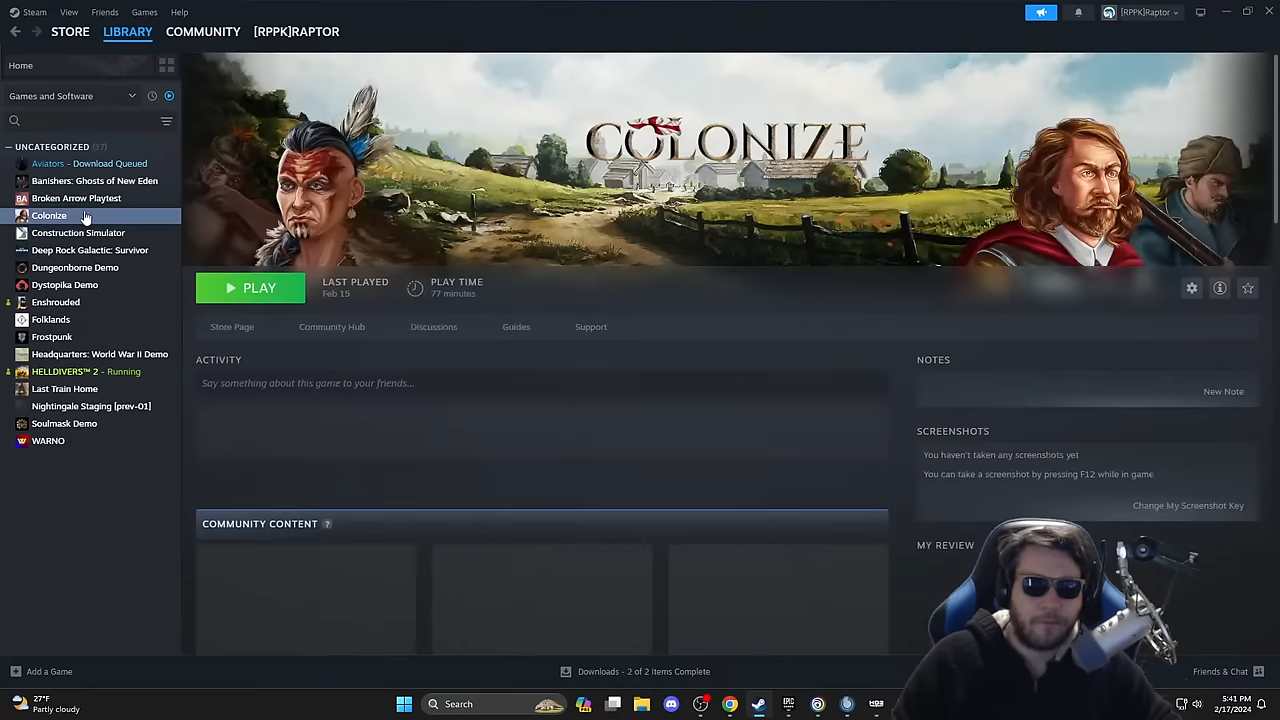 Steam View Friends Games Help
[RPPK]Raptor
STORE LIBRARY COMMUNITY [RPPK]RAPTOR
Home
Games and Software
UNCATEGORIZED (17)
Aviators - Download Queued
Banishers: Ghosts of New Eden
BA Broken Arrow Playtest
Colonize
Construction Simulator
Deep Rock Galactic: Survivor
Dungeonborne Demo
Dystopika Demo
Enshrouded
Folklands
Frostpunk
Headquarters: World War II Demo
HELLDIVERS™ 2 - Running
Last Train Home
Nightingale Staging [prev-01]
Soulmask Demo
WARNO
COLONIZE
PLAY
LAST PLAYED
Feb 15
PLAY TIME
77 minutes
Store Page Community Hub Discussions Guides Support
ACTIVITY
Say something about this game to your friends...
COMMUNITY CONTENT ?
NOTES
New Note
SCREENSHOTS
You haven't taken any screenshots yet
You can take a screenshot by pressing F12 while in game
Change My Screenshot Key
MY REVIEW
Add a Game
Downloads - 2 of 2 Items Complete
Friends & Chat
27°F
Partly cloudy
Search
5:41 PM
2/17/2024